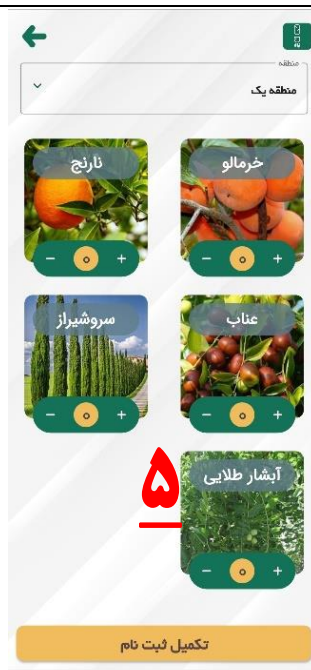 منطقه
منطقه یک
خرمالو
نارنج
+ ۰ −
+ ۰ −
عناب
سروشیراز
+ ۰ −
+ ۰ −
آبشار طلایی
۵
+ ۰ −
تکمیل ثبت نام